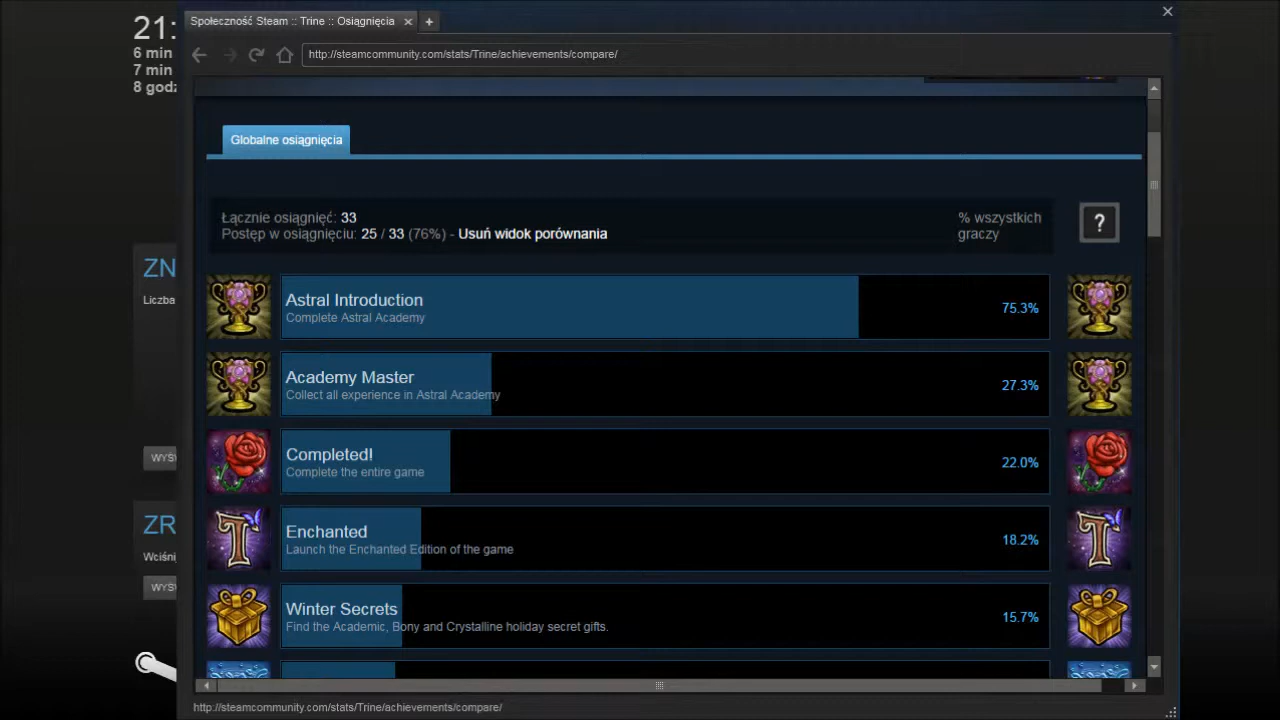 Społeczność Steam :: Trine :: Osiągnięcia
21:
6 min
7 min
8 godz
http://steamcommunity.com/stats/Trine/achievements/compare/
Globalne osiągnięcia
Łącznie osiągnięć: 33
Postęp w osiągnięciu: 25 / 33 (76%) - Usuń widok porównania
% wszystkich
graczy
?
ZN
Liczba
Astral Introduction
Complete Astral Academy
75.3%
Academy Master
Collect all experience in Astral Academy
27.3%
WYŚW
Completed!
Complete the entire game
22.0%
ZR
Wciśnij
WYŚW
Enchanted
Launch the Enchanted Edition of the game
18.2%
Winter Secrets
Find the Academic, Bony and Crystalline holiday secret gifts.
15.7%
http://steamcommunity.com/stats/Trine/achievements/compare/